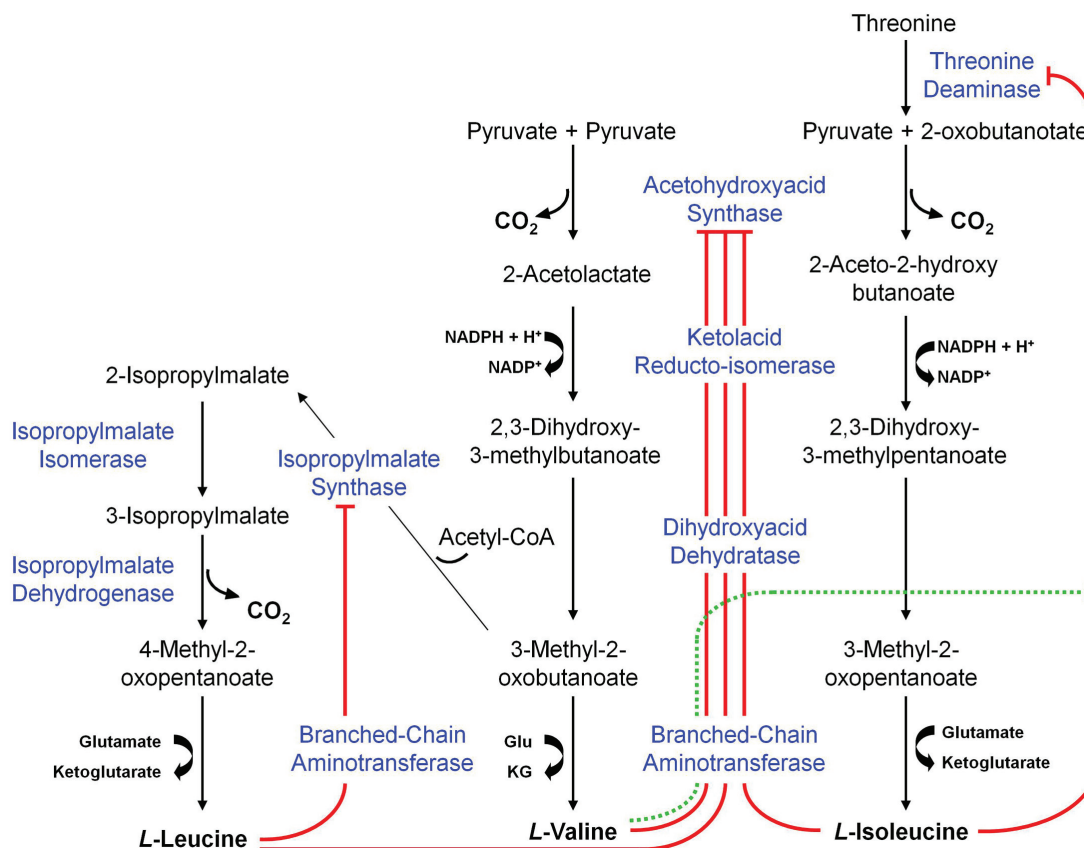 Threonine
Threonine
Deaminase
Pyruvate + Pyruvate
Pyruvate + 2-oxobutanotate
Acetohydroxyacid
Synthase
CO2
CO2
2-Acetolactate
2-Aceto-2-hydroxy
butanoate
NADPH + H+
NADP+
Ketolacid
Reducto-isomerase
NADPH + H+
NADP+
2-Isopropylmalate
Isopropylmalate
Isomerase
Isopropylmalate
Synthase
2,3-Dihydroxy-
3-methylbutanoate
2,3-Dihydroxy-
3-methylpentanoate
3-Isopropylmalate
Acetyl-CoA
Dihydroxyacid
Dehydratase
Isopropylmalate
Dehydrogenase
CO2
4-Methyl-2-
oxopentanoate
3-Methyl-2-
oxobutanoate
3-Methyl-2-
oxopentanoate
Glutamate
Ketoglutarate
Branched-Chain
Aminotransferase
Glu
KG
Branched-Chain
Aminotransferase
Glutamate
Ketoglutarate
L-Leucine
L-Valine
L-Isoleucine